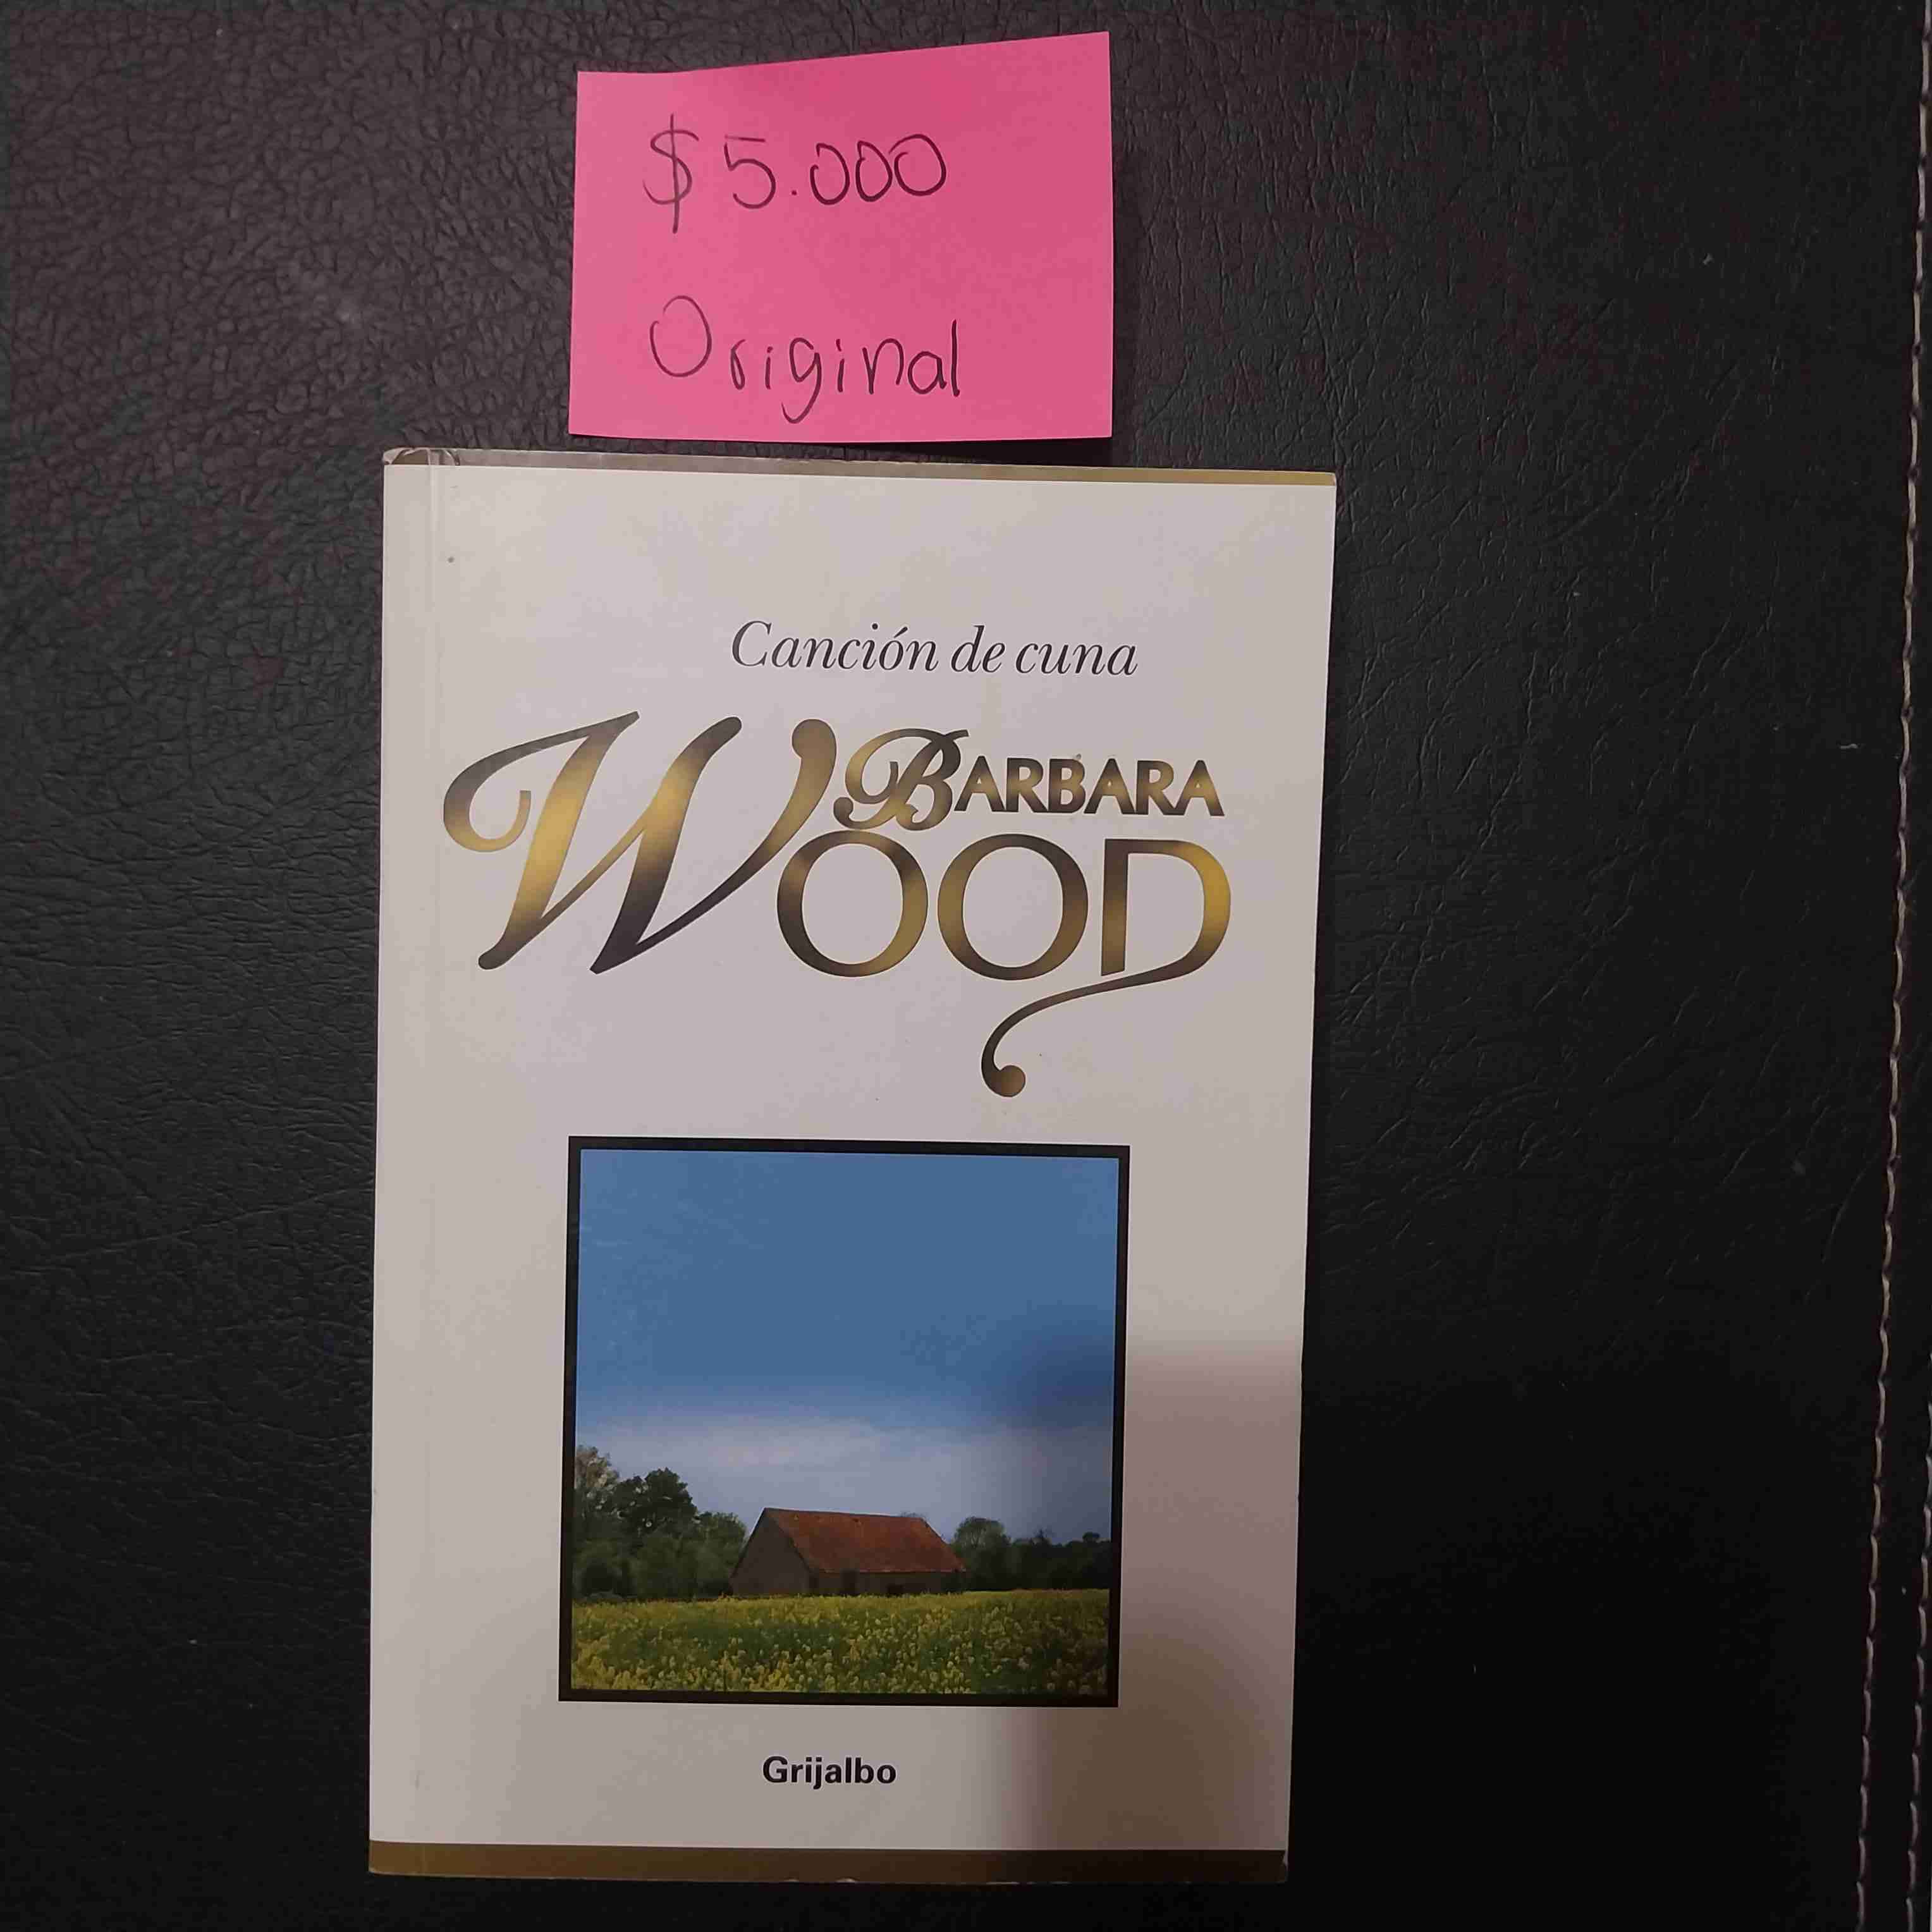 $5.000
Original
Canción de cuna
BARBARA
WOOD
Grijalbo